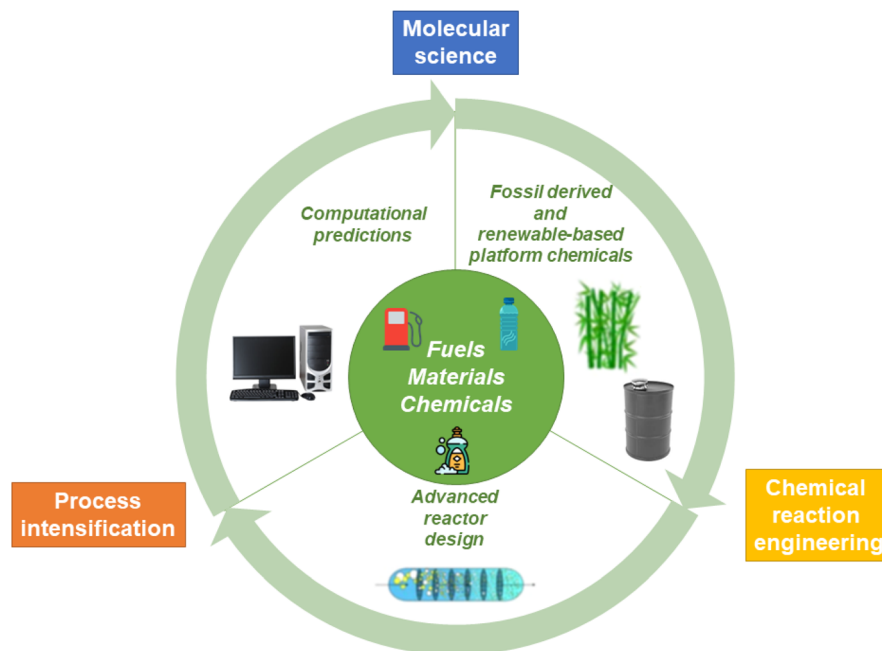 Molecular
science
Computational
predictions
Fossil derived
and
renewable-based
platform chemicals
Fuels
Materials
Chemicals
Process
intensification
Advanced
reactor
design
Chemical
reaction
engineering